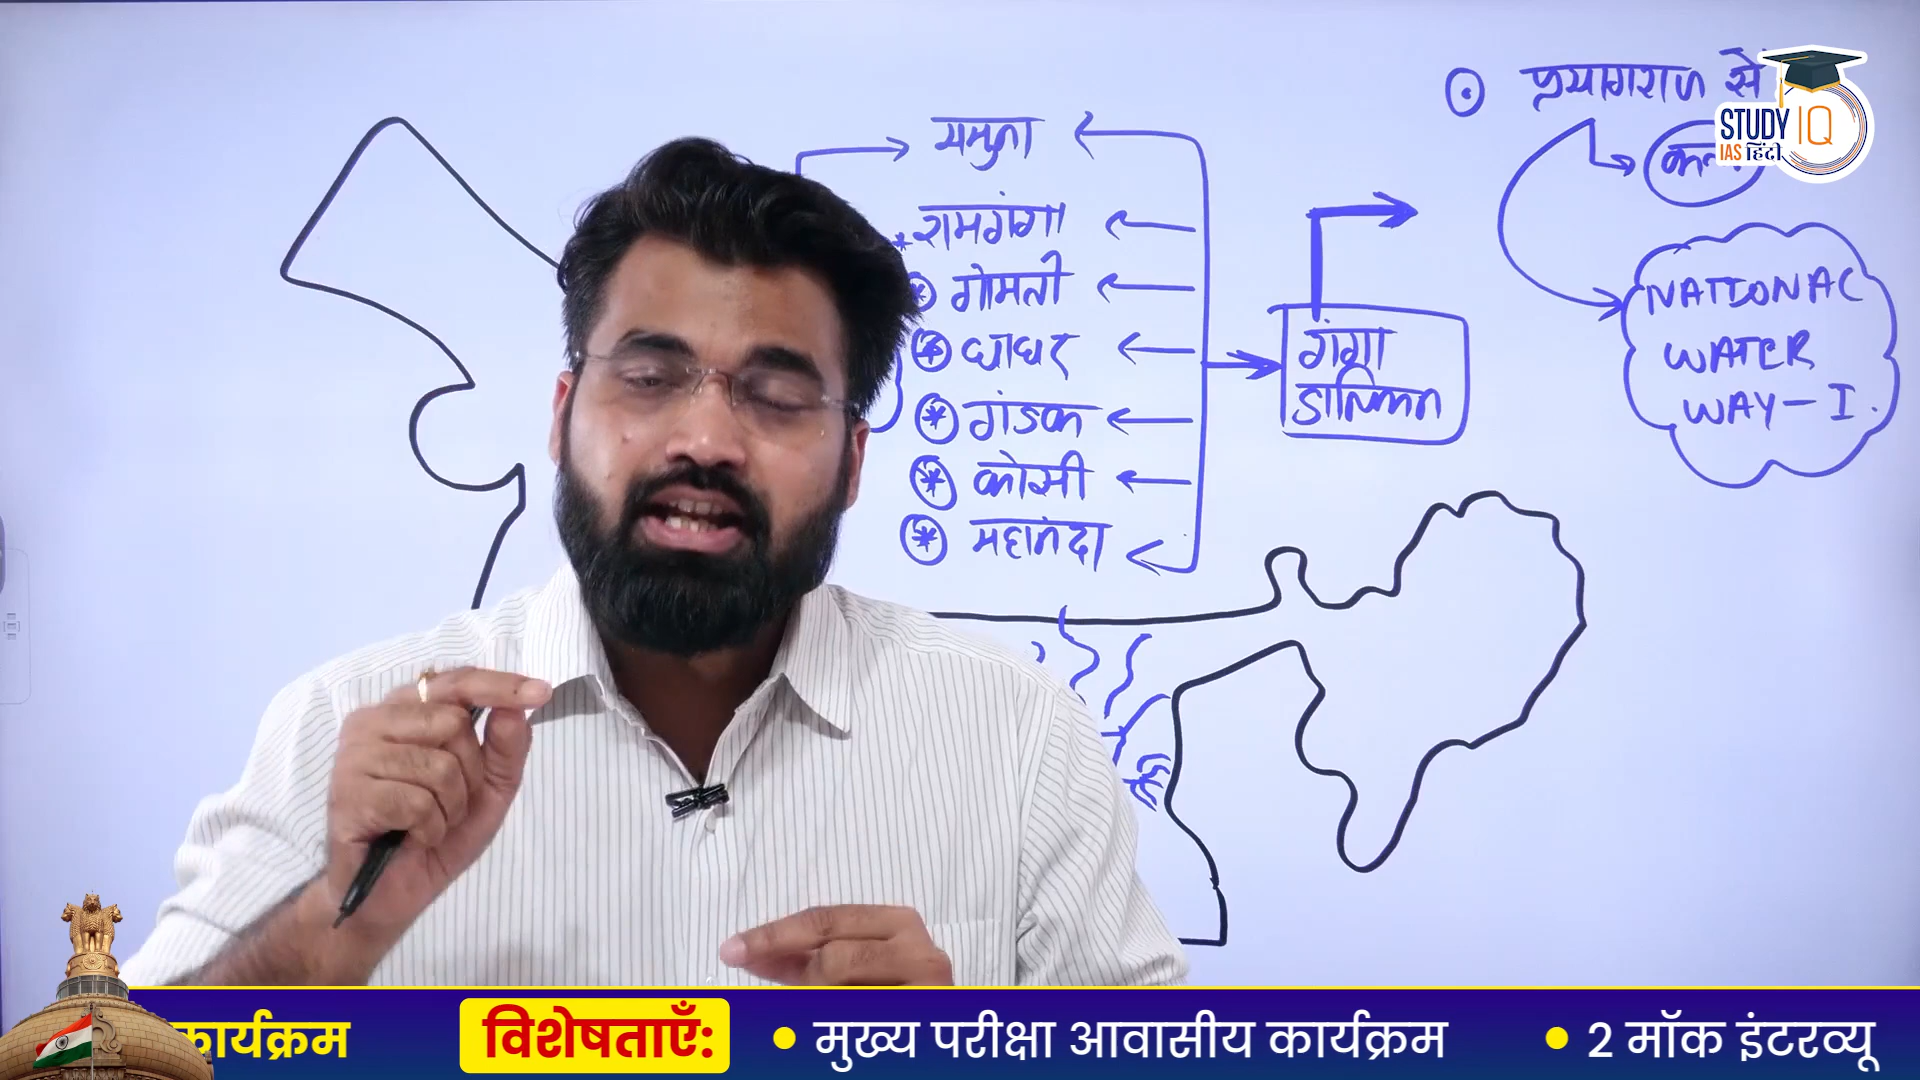 प्रयागराज से
STUDY IQ
IAS हिंदी
यमुना
रामगंगा
गोमती
घाघर
गंडक
कोसी
महानंदा
गंगा
डाल्फिन
NATIONAL
WATER
WAY-I.
कार्यक्रम
विशेषताएँ:
मुख्य परीक्षा आवासीय कार्यक्रम
2 मॉक इंटरव्यू